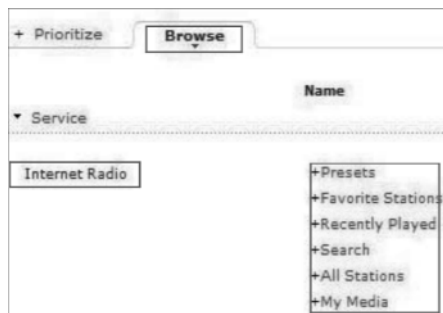 + Prioritize Browse
Name
Service
Internet Radio
+Presets
+Favorite Stations
+Recently Played
+Search
+All Stations
+My Media